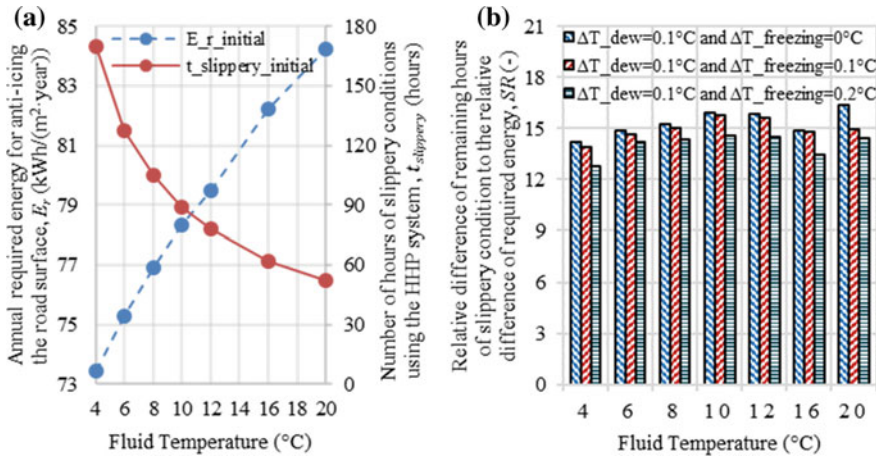 (a)
Annual required energy for anti-icing
the road surface, E_r (kWh/(m²·year))
85
83
81
79
77
75
73
E_r_initial
t_slippery_initial
180
150
120
90
60
30
0
Number of hours of slippery conditions
using the HHP system, t_slippery (hours)
4 6 8 10 12 14 16 18 20
Fluid Temperature (°C)
(b)
Relative difference of remaining hours
of slippery condition to the relative
difference of required energy, SR (-)
21
18
15
12
9
6
3
0
ΔT_dew=0.1°C and ΔT_freezing=0°C
ΔT_dew=0.1°C and ΔT_freezing=0.1°C
ΔT_dew=0.1°C and ΔT_freezing=0.2°C
4 6 8 10 12 16 20
Fluid Temperature (°C)